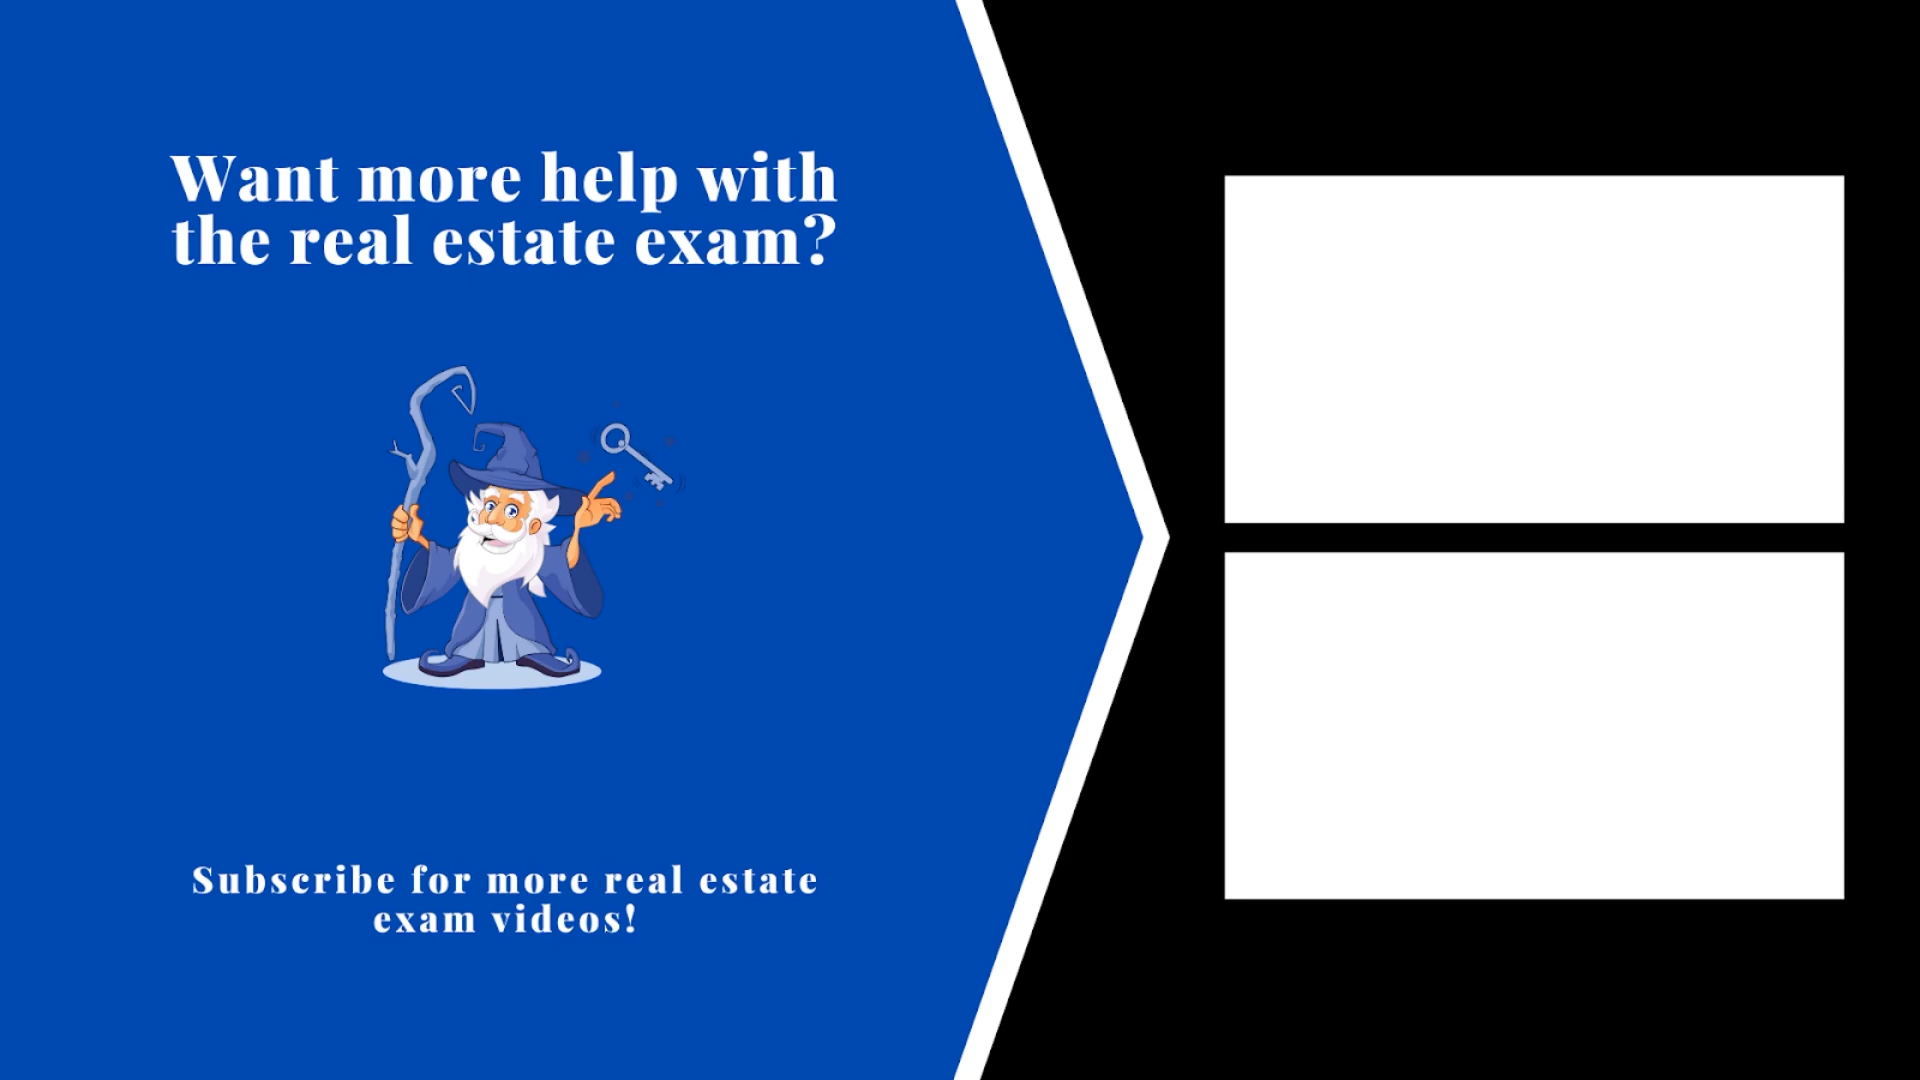 Want more help with
the real estate exam?
Subscribe for more real estate
exam videos!